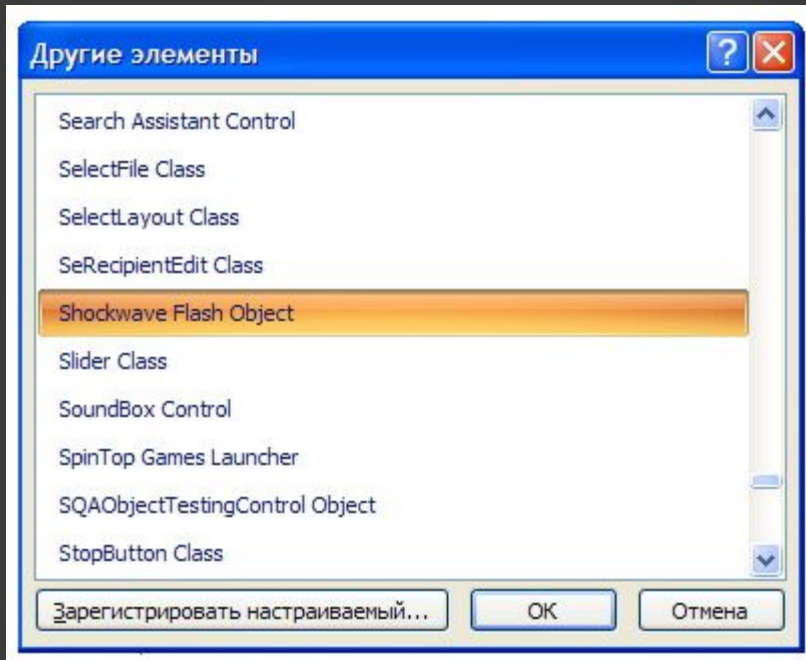 Другие элементы
Search Assistant Control
SelectFile Class
SelectLayout Class
SeRecipientEdit Class
Shockwave Flash Object
Slider Class
SoundBox Control
SpinTop Games Launcher
SQAObjectTestingControl Object
StopButton Class
Зарегистрировать настраиваемый... ОК Отмена